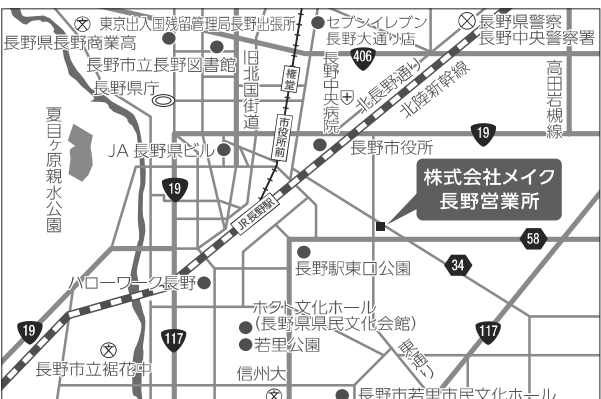 東京出入国残留管理局長野出張所
セブンイレブン
長野大通り店
長野県警察
長野中央警察署
長野県長野商業高
長野市立長野図書館
旧北国街道
権堂
長野中央病院
406
北長野通り
北陸新幹線
高田若槻線
長野県庁
夏目ヶ原親水公園
JA長野県ビル
市役所前
長野市役所
19
19
株式会社メイク
長野営業所
JR長野駅
58
34
長野駅東口公園
ハローワーク長野
ホクト文化ホール
(長野県県民文化会館)
若里公園
19
117
117
東通り
長野市立裾花中
信州大
長野市若里市民文化ホール